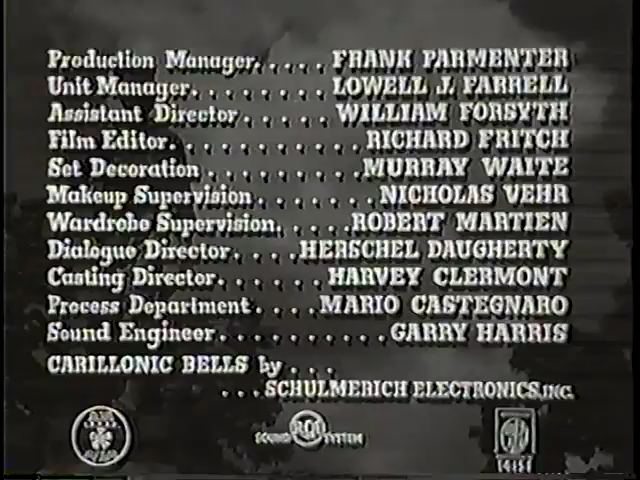 Production Manager. . . . . FRANK PARMENTER
Unit Manager. . . . . . . . LOWELL J. FARRELL
Assistant Director. . . . . WILLIAM FORSYTH
Film Editor. . . . . . . . . . RICHARD FRITCH
Set Decoration . . . . . . . . .MURRAY WAITE
Makeup Supervision. . . . . . . NICHOLAS VEHR
Wardrobe Supervision. . . . .ROBERT MARTIEN
Dialogue Director. . . . .HERSCHEL DAUGHERTY
Casting Director. . . . . . . HARVEY CLERMONT
Process Department . . . . MARIO CASTEGNARO
Sound Engineer. . . . . . . . . . GARRY HARRIS
CARILLONIC BELLS by . . .
. . .SCHULMERICH ELECTRONICS, INC.
SOUND RCA SYSTEM